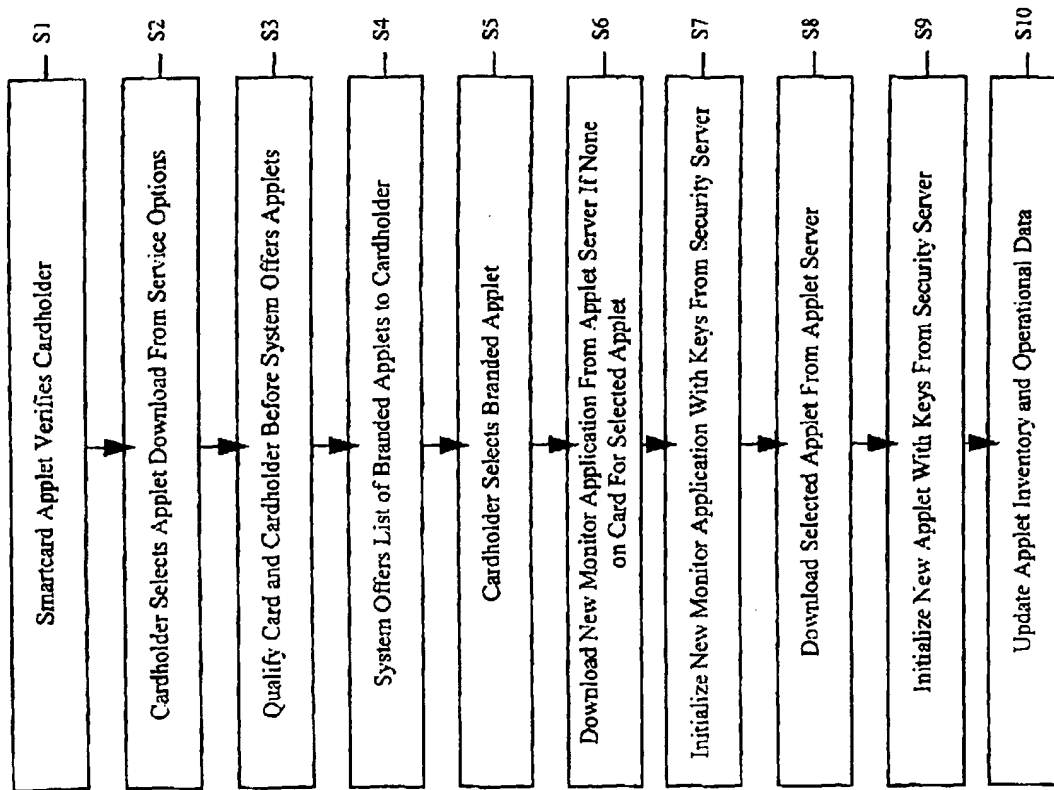 Smartcard Applet Verifies Cardholder
S1
Cardholder Selects Applet Download From Service Options
S2
Qualify Card and Cardholder Before System Offers Applets
S3
System Offers List of Branded Applets to Cardholder
S4
Cardholder Selects Branded Applet
S5
Download New Monitor Application From Applet Server If None
on Card For Selected Applet
S6
Initialize New Monitor Application With Keys From Security Server
S7
Download Selected Applet From Applet Server
S8
Initialize New Applet With Keys From Security Server
S9
Update Applet Inventory and Operational Data
S10